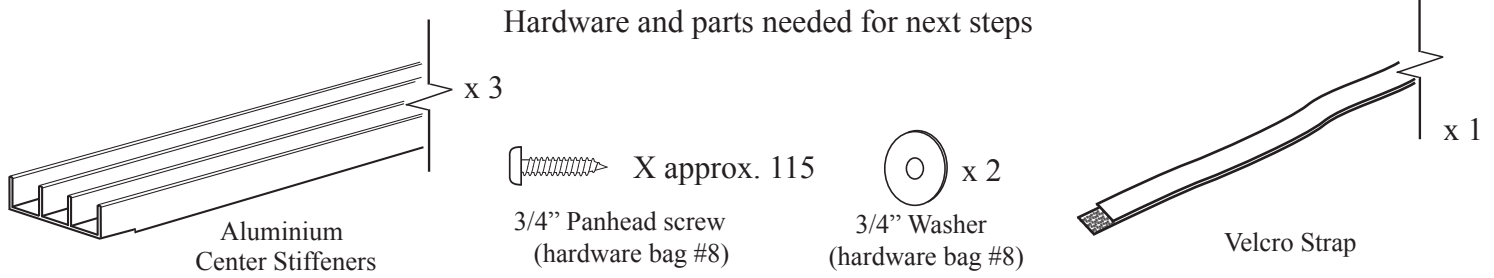 Hardware and parts needed for next steps
x 3
X approx. 115
x 2
x 1
Aluminium
Center Stiffeners
3/4” Panhead screw
(hardware bag #8)
3/4” Washer
(hardware bag #8)
Velcro Strap